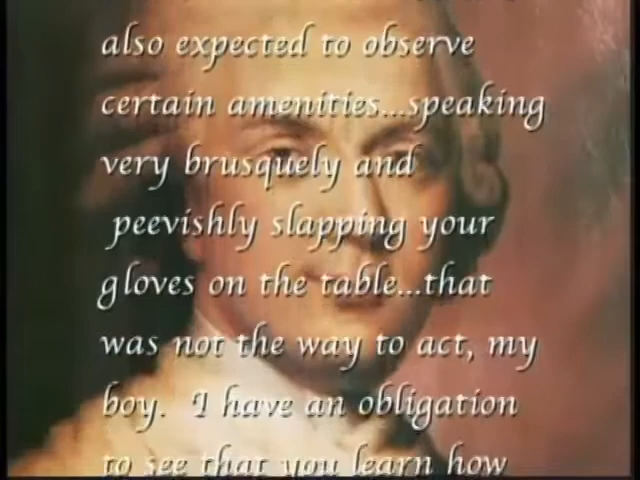 also expected to observe
certain amenities...speaking
very brusquely and
peevishly slapping your
gloves on the table...that
was not the way to act, my
boy. I have an obligation
to see that you learn how